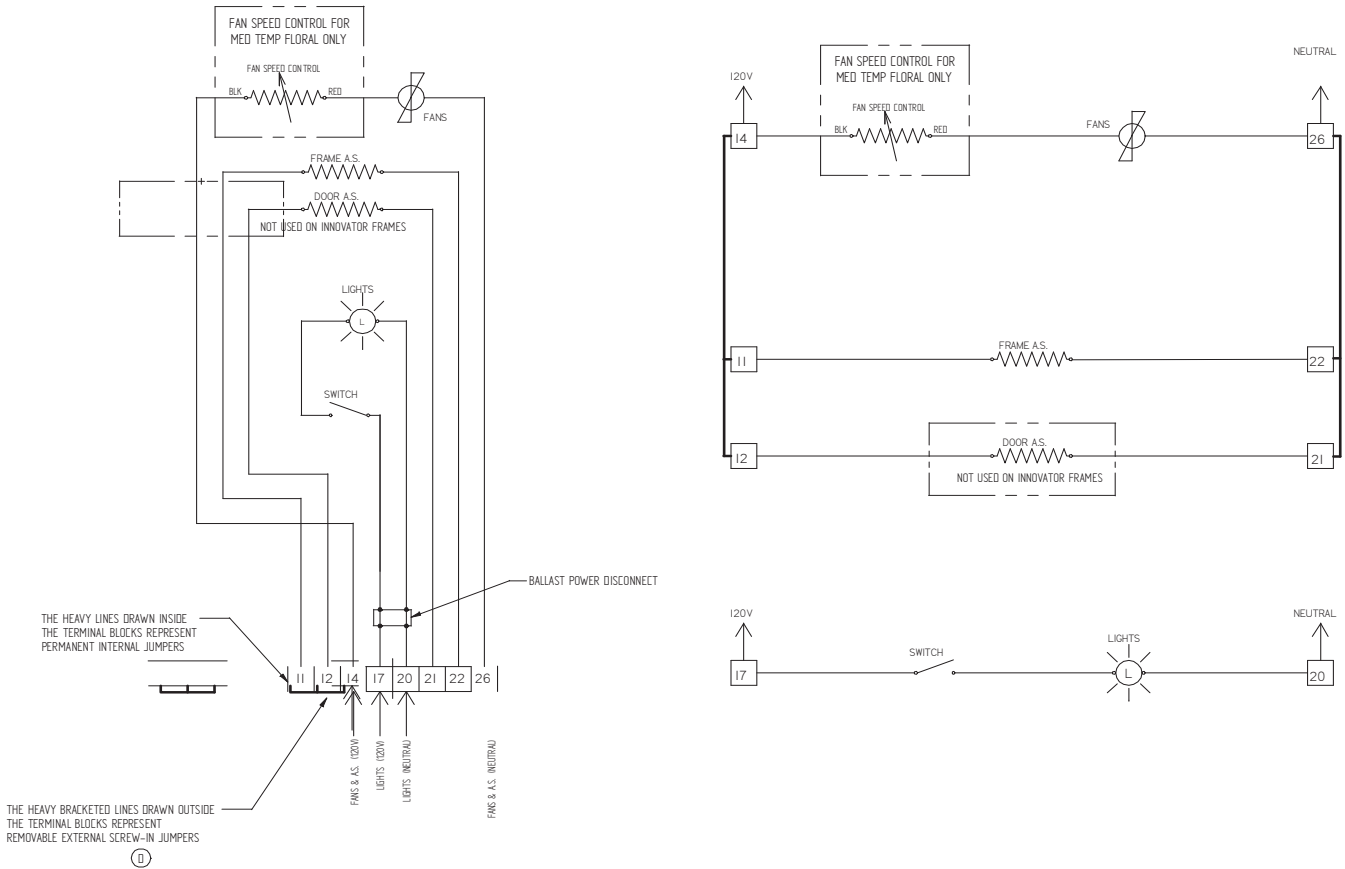 FAN SPEED CONTROL FOR
MED TEMP FLORAL ONLY
FAN SPEED CONTROL
BLK
RED
FANS
FRAME A.S.
DOOR A.S.
NOT USED ON INNOVATOR FRAMES
LIGHTS
L
SWITCH
BALLAST POWER DISCONNECT
THE HEAVY LINES DRAWN INSIDE
THE TERMINAL BLOCKS REPRESENT
PERMANENT INTERNAL JUMPERS
11 12 14 17 20 21 22 26
FANS & A.S. (120V)
LIGHTS (120V)
LIGHTS (NEUTRAL)
FANS & A.S. (NEUTRAL)
THE HEAVY BRACKETED LINES DRAWN OUTSIDE
THE TERMINAL BLOCKS REPRESENT
REMOVABLE EXTERNAL SCREW-IN JUMPERS
D
120V
NEUTRAL
FAN SPEED CONTROL FOR
MED TEMP FLORAL ONLY
FAN SPEED CONTROL
BLK
RED
FANS
14
26
FRAME A.S.
11
22
DOOR A.S.
12
21
NOT USED ON INNOVATOR FRAMES
120V
NEUTRAL
LIGHTS
SWITCH
17
L
20